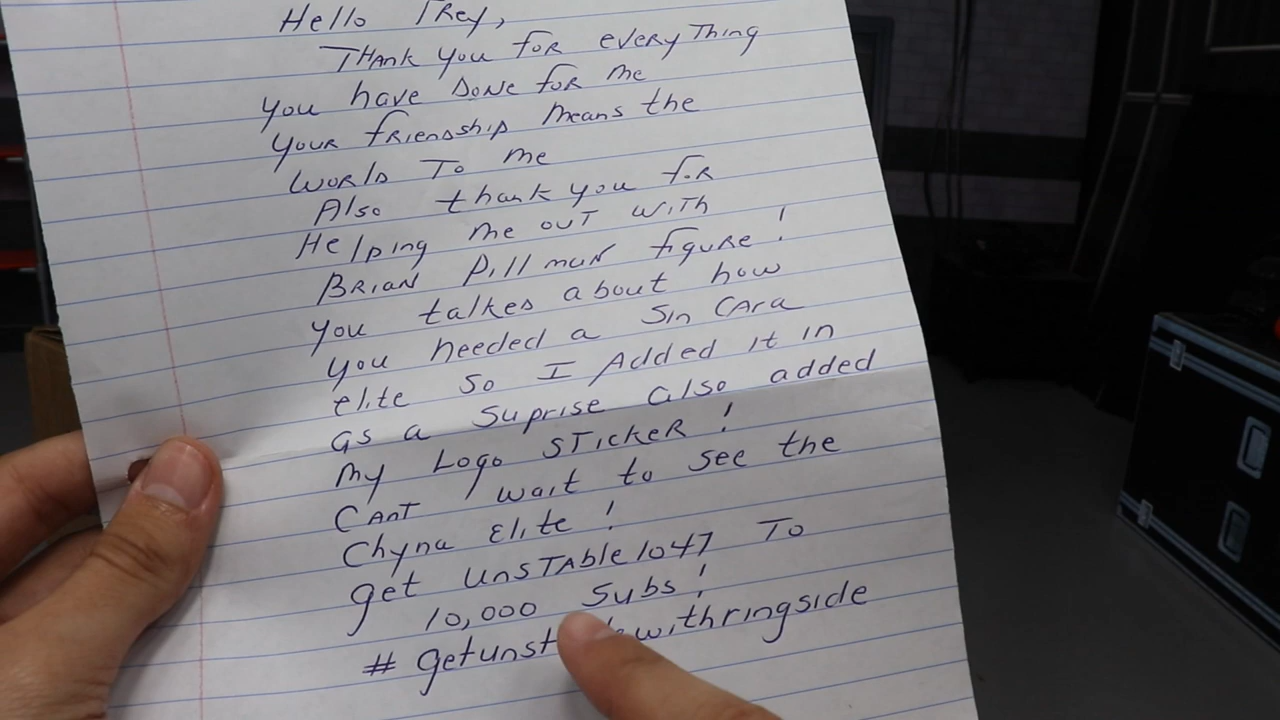 Hello Trey,
Thank you for everything
you have Done for me
your friendship means the
world To me
Also thank you for
Helping me out with
Brian Pillman figure!
you talked about how
you needed a Sin Cara
elite so I Added it in
as a Suprise also added
my Logo Sticker!
Cant wait to see the
Chyna Elite!
get UnsTable1047 To
10,000 Subs!
# getunst withringside